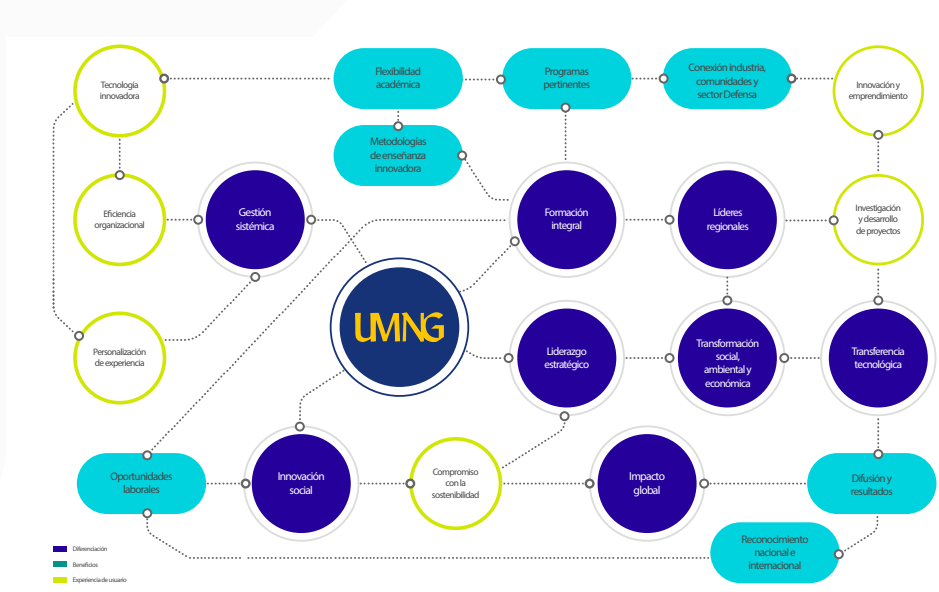 Tecnología
innovadora
Flexibilidad
académica
Programas
pertinentes
Conexión industria,
comunidades y
sector Defensa
Innovación y
emprendimiento
Metodologías
de enseñanza
innovadora
Eficiencia
organizacional
Gestión
sistémica
Formación
integral
Líderes
regionales
Investigación
y desarrollo
de proyectos
UMNG
Personalización
de experiencia
Liderazgo
estratégico
Transformación
social,
ambiental y
económica
Transferencia
tecnológica
Oportunidades
laborales
Innovación
social
Compromiso
con la
sostenibilidad
Impacto
global
Difusión y
resultados
Reconocimiento
nacional e
internacional
Diferenciación
Beneficios
Experiencia de usuario